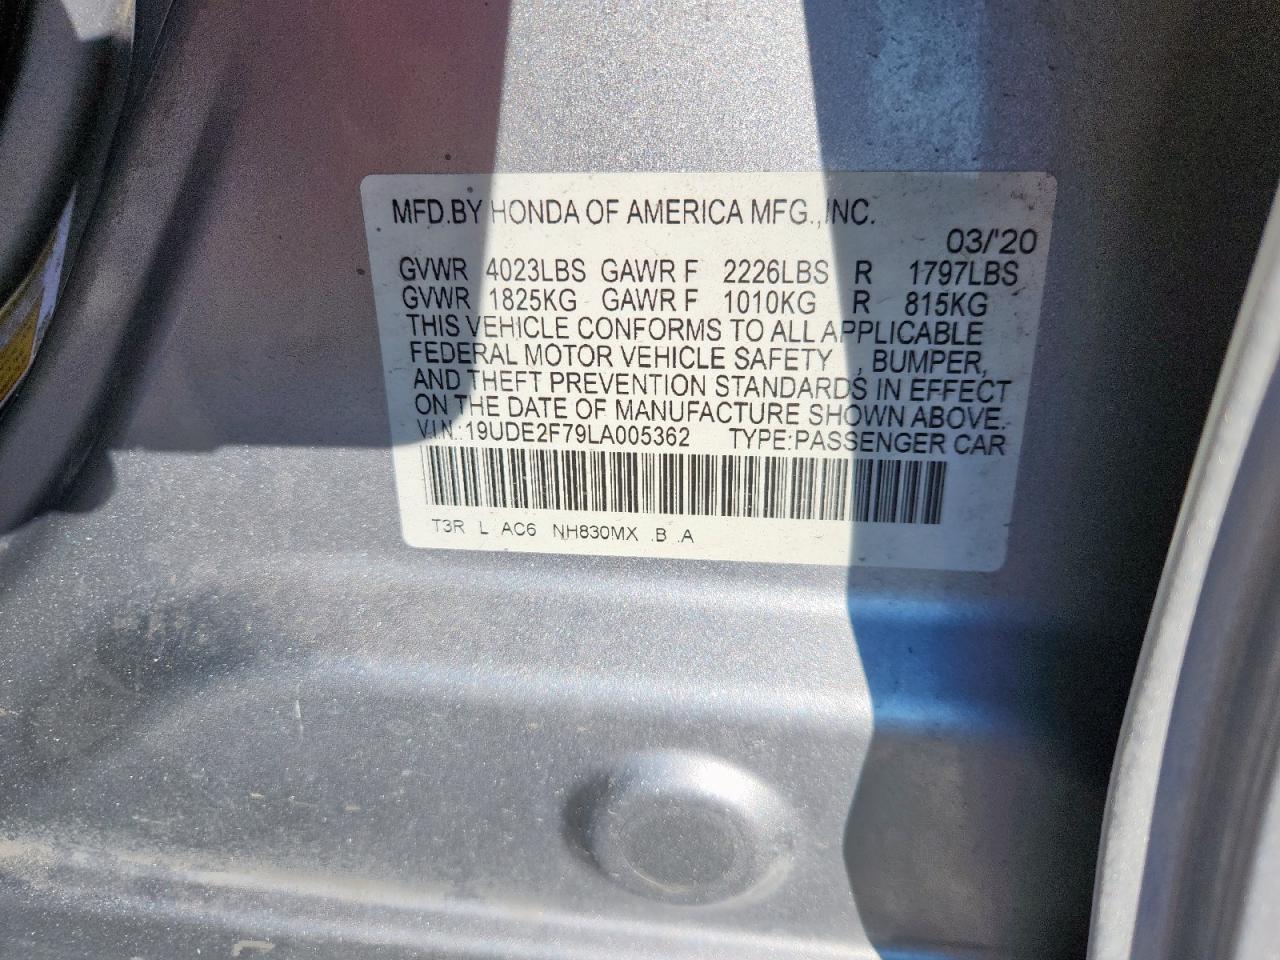 MFD.BY HONDA OF AMERICA MFG.,INC.
03/'20
GVWR 4023LBS GAWR F 2226LBS R 1797LBS
GVWR 1825KG GAWR F 1010KG R 815KG
THIS VEHICLE CONFORMS TO ALL APPLICABLE
FEDERAL MOTOR VEHICLE SAFETY , BUMPER,
AND THEFT PREVENTION STANDARDS IN EFFECT
ON THE DATE OF MANUFACTURE SHOWN ABOVE.
V.I.N.:19UDE2F79LA005362 TYPE:PASSENGER CAR
T3R L AC6 NH830MX .B .A